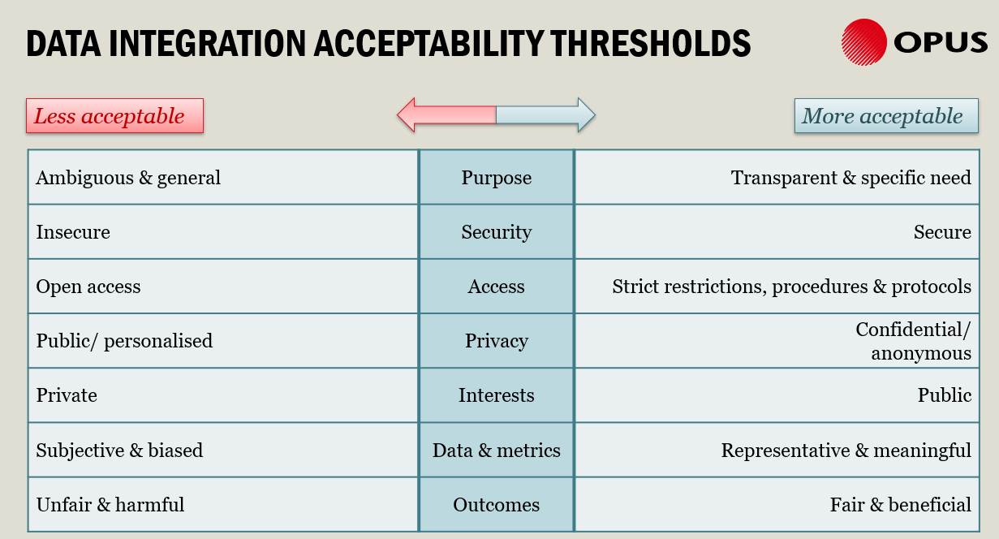 DATA INTEGRATION ACCEPTABILITY THRESHOLDS
OPUS
Less acceptable
More acceptable
Ambiguous & general
Purpose
Transparent & specific need
Insecure
Security
Secure
Open access
Access
Strict restrictions, procedures & protocols
Public/ personalised
Privacy
Confidential/
anonymous
Private
Interests
Public
Subjective & biased
Data & metrics
Representative & meaningful
Unfair & harmful
Outcomes
Fair & beneficial